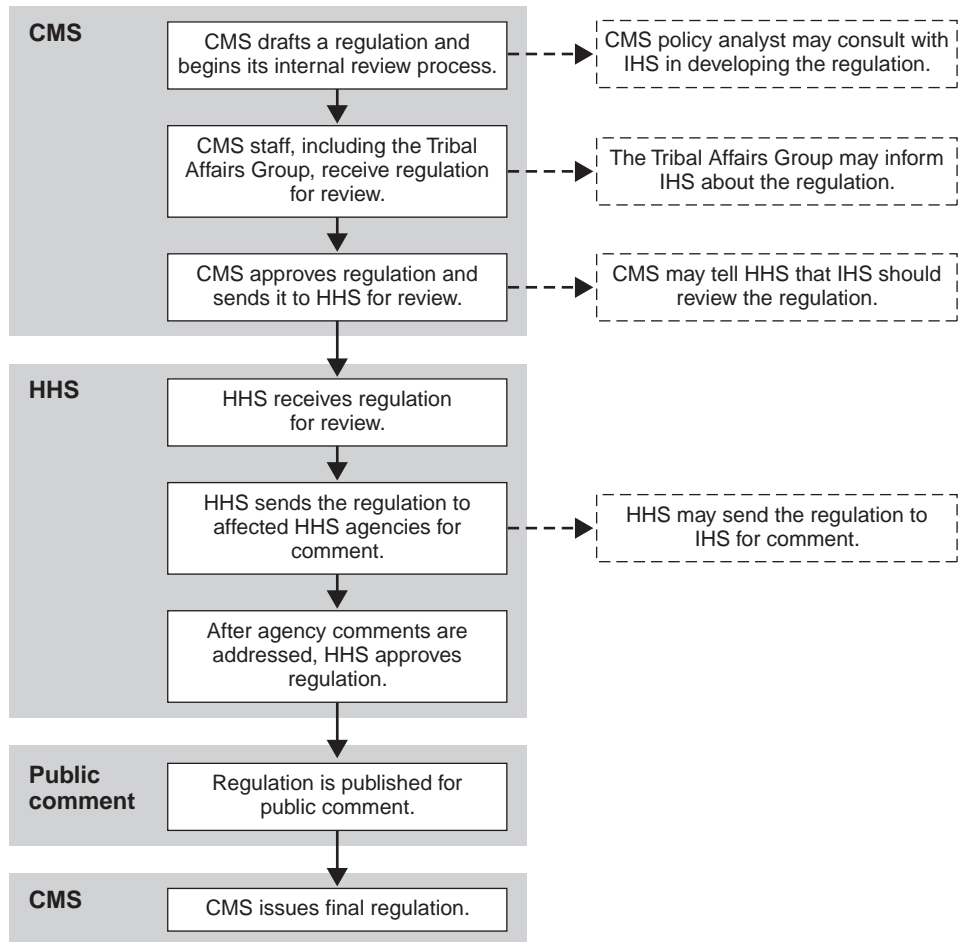 CMS
CMS drafts a regulation and
begins its internal review process.
CMS policy analyst may consult with
IHS in developing the regulation.
CMS staff, including the Tribal
Affairs Group, receive regulation
for review.
The Tribal Affairs Group may inform
IHS about the regulation.
CMS approves regulation and
sends it to HHS for review.
CMS may tell HHS that IHS should
review the regulation.
HHS
HHS receives regulation
for review.
HHS sends the regulation to
affected HHS agencies for
comment.
HHS may send the regulation to
IHS for comment.
After agency comments are
addressed, HHS approves
regulation.
Public
comment
Regulation is published for
public comment.
CMS
CMS issues final regulation.